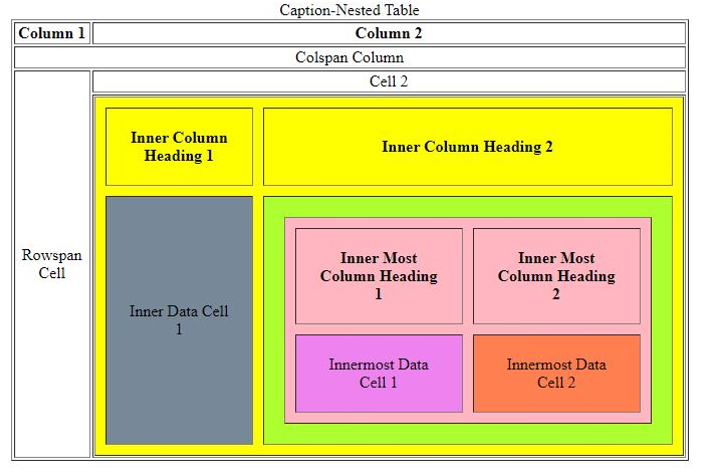 Caption-Nested Table
Column 1
Column 2
Colspan Column
Rowspan
Cell
Cell 2
Inner Column
Heading 1
Inner Column Heading 2
Inner Data Cell
1
Inner Most
Column Heading
1
Inner Most
Column Heading
2
Innermost Data
Cell 1
Innermost Data
Cell 2